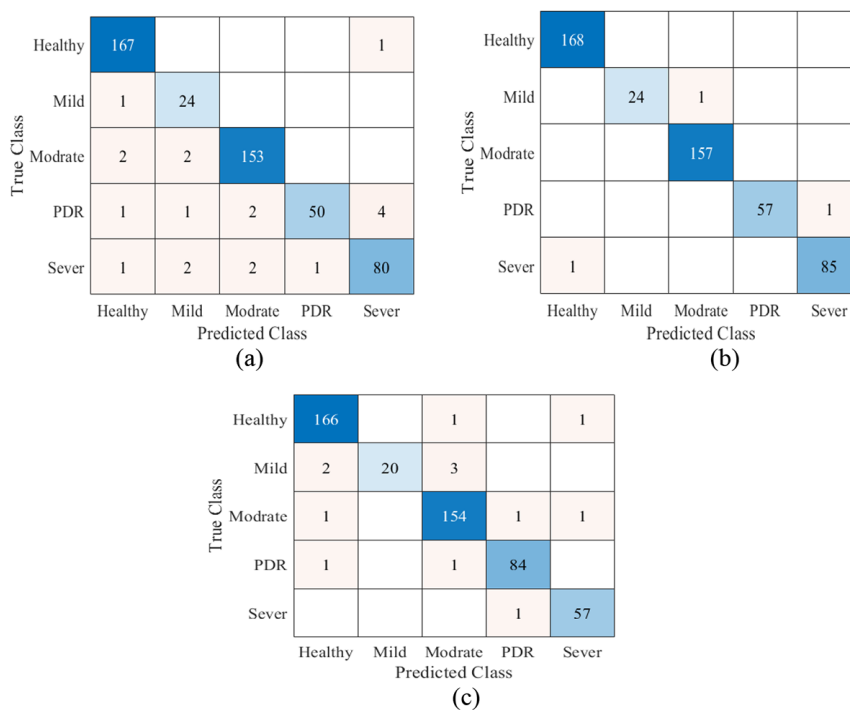 Healthy 167 1
Mild 1 24
Modrate 2 2 153
PDR 1 1 2 50 4
Sever 1 2 2 1 80
True Class
Healthy Mild Modrate PDR Sever
Predicted Class
(a)
Healthy 168
Mild 24 1
Modrate 157
PDR 57 1
Sever 1 85
True Class
Healthy Mild Modrate PDR Sever
Predicted Class
(b)
Healthy 166 1 1
Mild 2 20 3
Modrate 1 154 1 1
PDR 1 1 84
Sever 1 57
True Class
Healthy Mild Modrate PDR Sever
Predicted Class
(c)